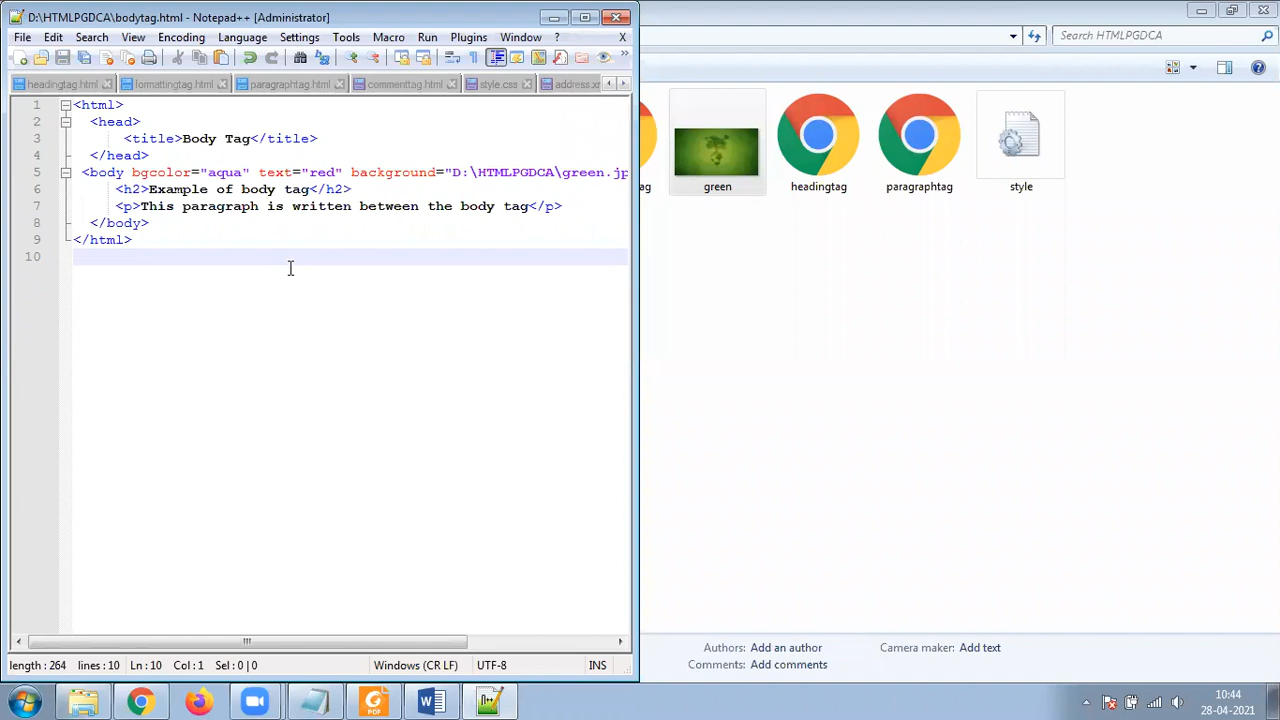 D:\HTMLPGDCA\bodytag.html - Notepad++ [Administrator]
File Edit Search View Encoding Language Settings Tools Macro Run Plugins Window ? X
headingtag.html formattingtag.html paragraphtag.html commenttag.html style.css address.xr
1 <html>
2 <head>
3 <title>Body Tag</title>
4 </head>
5 <body bgcolor="aqua" text="red" background="D:\HTMLPGDCA\green.jp
6 <h2>Example of body tag</h2>
7 <p>This paragraph is written between the body tag</p>
8 </body>
9 </html>
10
length : 264 lines : 10 Ln : 10 Col : 1 Sel : 0 | 0 Windows (CR LF) UTF-8 INS
Search HTMLPGDCA
ag green headingtag paragraphtag style
Authors: Add an author Camera maker: Add text
Comments: Add comments
PDF
W
N++
10:44
28-04-2021